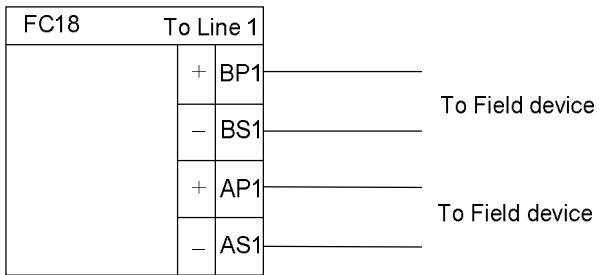 FC18 To Line 1
+ BP1
To Field device
− BS1
+ AP1
To Field device
− AS1